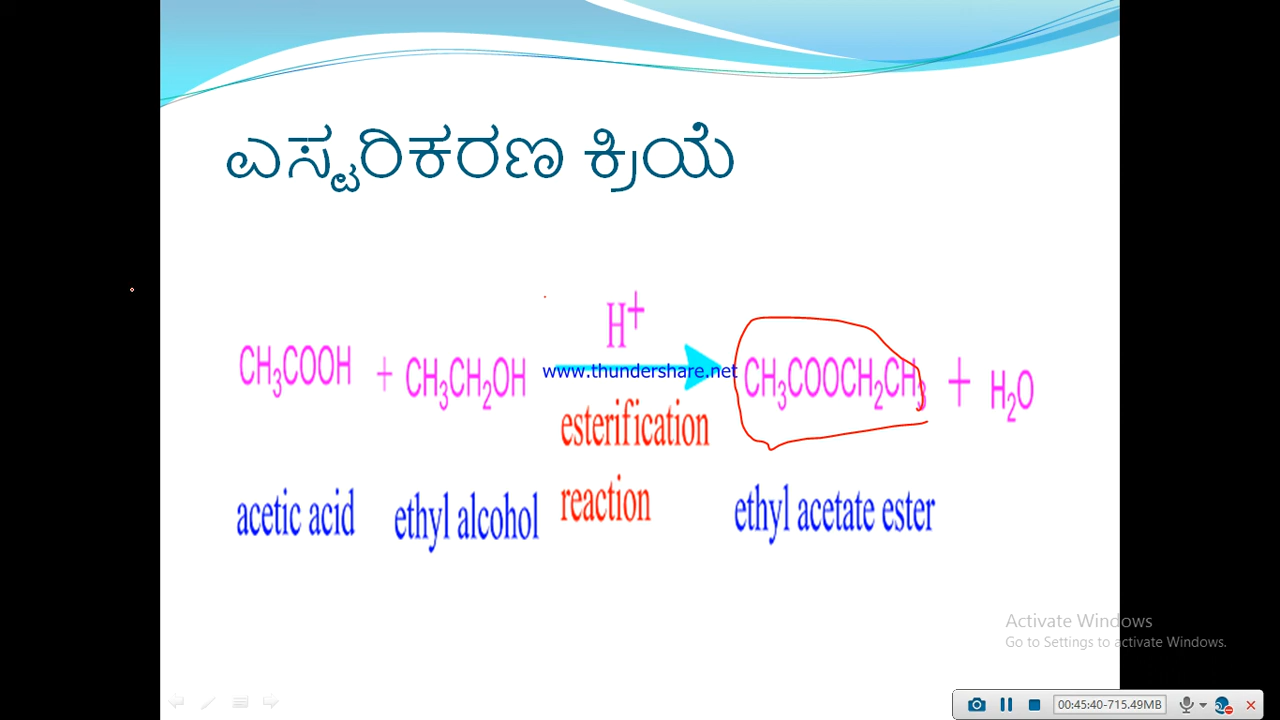 ಎಸ್ಟರಿಕರಣ ಕ್ರಿಯೆ
H+
CH3COOH + CH3CH2OH www.thundershare.net CH3COOCH2CH3 + H2O
esterification
reaction
acetic acid ethyl alcohol ethyl acetate ester
Activate Windows
Go to Settings to activate Windows.
00:45:40-715.49MB